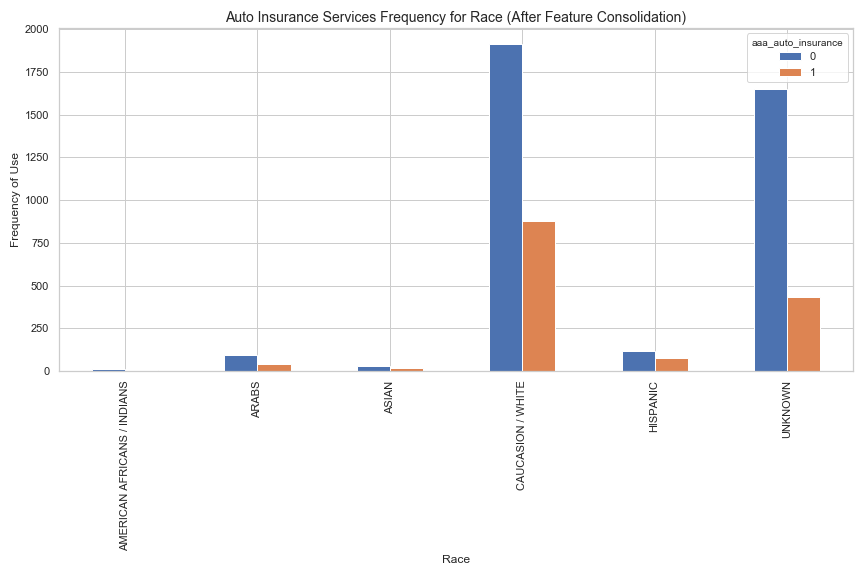 Auto Insurance Services Frequency for Race (After Feature Consolidation)
aaa_auto_insurance
0
1
Frequency of Use
2000
1750
1500
1250
1000
750
500
250
0
AMERICAN AFRICANS / INDIANS
ARABS
ASIAN
CAUCASION / WHITE
HISPANIC
UNKNOWN
Race